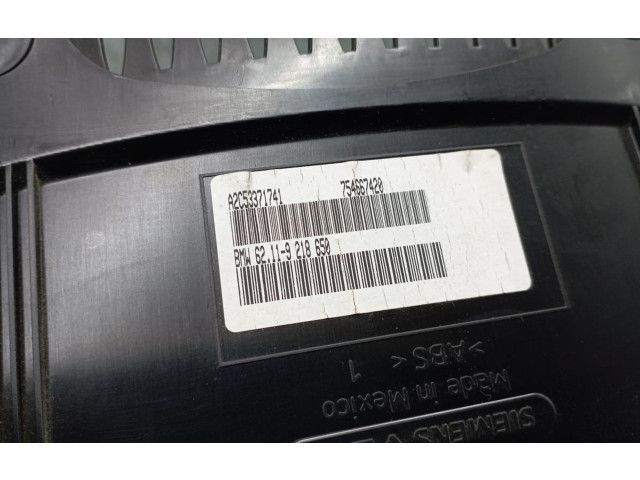 A2C53371741 754667420
BMW 62.11-9 218 650
>ABS<
1
Made in Mexico
SIEMENS V